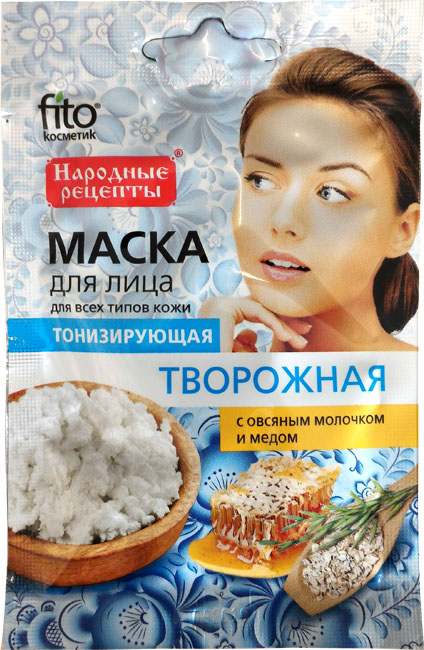 fito®
косметик
Народные®
рецепты
Маска
для лица
для всех типов кожи
тонизирующая
творожная
с овсяным молочком
и медом